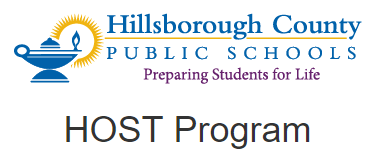 Hillsborough County
PUBLIC SCHOOLS
Preparing Students for Life
HOST Program